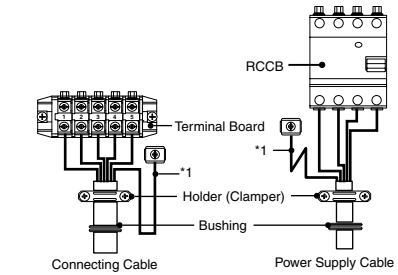 RCCB
1 2 3 4 5
Terminal Board
*1
*1
Holder (Clamper)
Bushing
Connecting Cable
Power Supply Cable